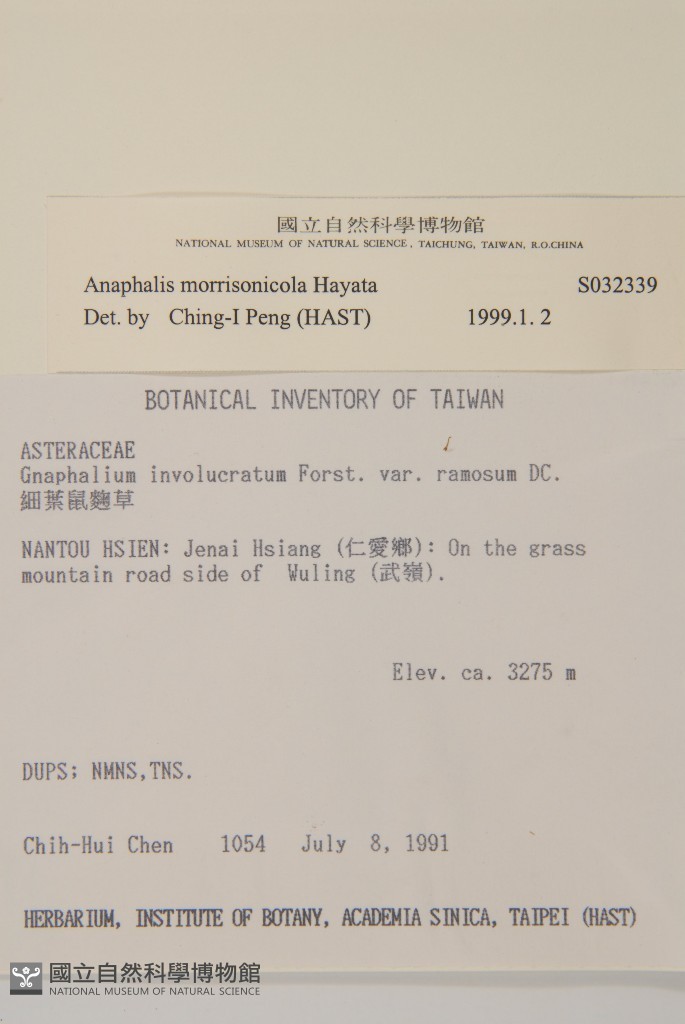 國立自然科學博物館
NATIONAL MUSEUM OF NATURAL SCIENCE, TAICHUNG, TAIWAN, R.O.CHINA
Anaphalis morrisonicola Hayata S032339
Det. by Ching-I Peng (HAST) 1999.1. 2
BOTANICAL INVENTORY OF TAIWAN
ASTERACEAE
Gnaphalium involucratum Forst. var. ramosum DC.
細葉鼠麴草
NANTOU HSIEN: Jenai Hsiang (仁愛鄉): On the grass
mountain road side of Wuling (武嶺).
Elev. ca. 3275 m
DUPS; NMNS,TNS.
Chih-Hui Chen 1054 July 8, 1991
HERBARIUM, INSTITUTE OF BOTANY, ACADEMIA SINICA, TAIPEI (HAST)
國立自然科學博物館
NATIONAL MUSEUM OF NATURAL SCIENCE